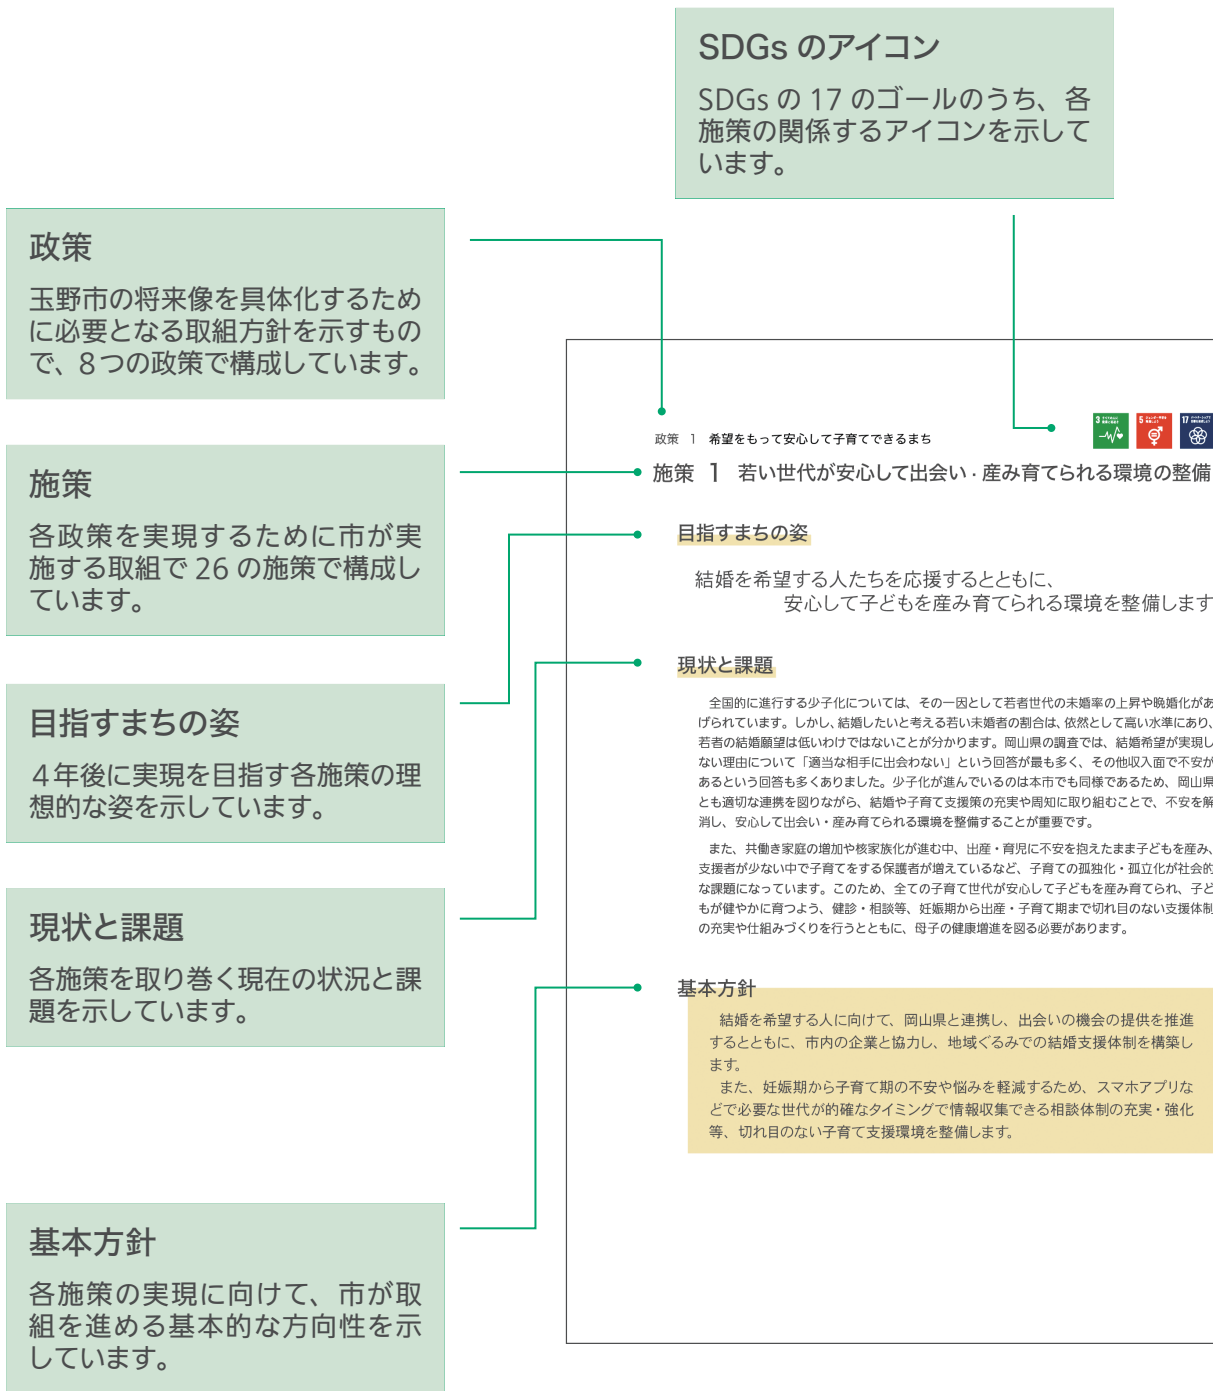 SDGs のアイコン
SDGs の 17 のゴールのうち、各
施策の関係するアイコンを示して
います。
政策
玉野市の将来像を具体化するため
に必要となる取組方針を示すもの
で、８つの政策で構成しています。
施策
各政策を実現するために市が実
施する取組で 26 の施策で構成し
ています。
目指すまちの姿
４年後に実現を目指す各施策の理
想的な姿を示しています。
現状と課題
各施策を取り巻く現在の状況と課
題を示しています。
基本方針
各施策の実現に向けて、市が取
組を進める基本的な方向性を示
しています。
3
5
17
政策 1 希望をもって安心して子育てできるまち
施策 1 若い世代が安心して出会い・産み育てられる環境の整備
目指すまちの姿
結婚を希望する人たちを応援するとともに、
安心して子どもを産み育てられる環境を整備します
現状と課題
全国的に進行する少子化については、その一因として若者世代の未婚率の上昇や晩婚化があ
げられています。しかし、結婚したいと考える若い未婚者の割合は、依然として高い水準にあり、
若者の結婚願望は低いわけではないことが分かります。岡山県の調査では、結婚希望が実現し
ない理由について「適当な相手に出会わない」という回答が最も多く、その他収入面で不安が
あるという回答も多くありました。少子化が進んでいるのは本市でも同様であるため、岡山県
とも適切な連携を図りながら、結婚や子育て支援策の充実や周知に取り組むことで、不安を解
消し、安心して出会い・産み育てられる環境を整備することが重要です。
また、共働き家庭の増加や核家族化が進む中、出産・育児に不安を抱えたまま子どもを産み、
支援者が少ない中で子育てをする保護者が増えているなど、子育ての孤独化・孤立化が社会的
な課題になっています。このため、全ての子育て世代が安心して子どもを産み育てられ、子ど
もが健やかに育つよう、健診・相談等、妊娠期から出産・子育て期まで切れ目のない支援体制
の充実や仕組みづくりを行うとともに、母子の健康増進を図る必要があります。
基本方針
結婚を希望する人に向けて、岡山県と連携し、出会いの機会の提供を推進
するとともに、市内の企業と協力し、地域ぐるみでの結婚支援体制を構築し
ます。
また、妊娠期から子育て期の不安や悩みを軽減するため、スマホアプリな
どで必要な世代が的確なタイミングで情報収集できる相談体制の充実・強化
等、切れ目のない子育て支援環境を整備します。